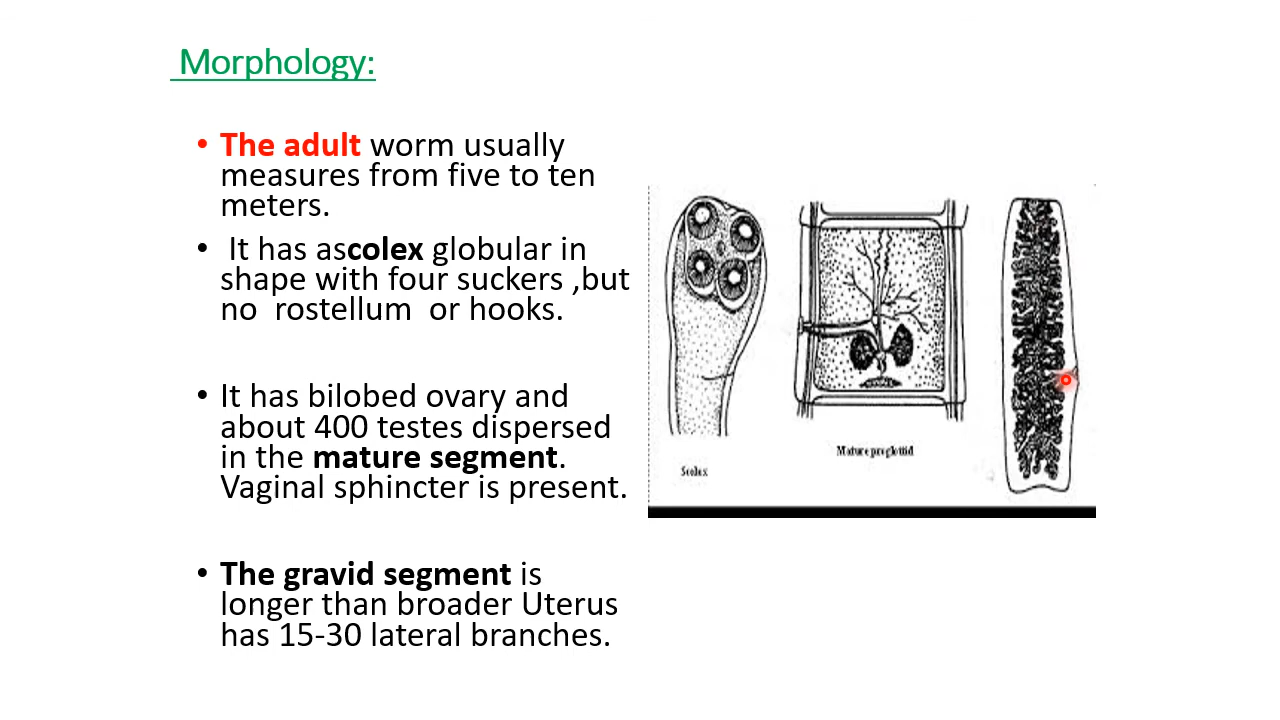 Morphology:
• The adult worm usually
measures from five to ten
meters.
• It has ascolex globular in
shape with four suckers ,but
no rostellum or hooks.
• It has bilobed ovary and
about 400 testes dispersed
in the mature segment.
Vaginal sphincter is present.
• The gravid segment is
longer than broader Uterus
has 15-30 lateral branches.
Scolex
Mature proglottid